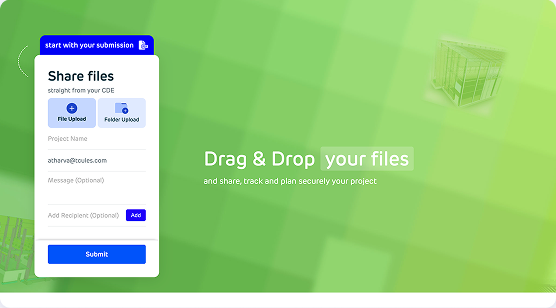 start with your submission
Share files
straight from your CDE
File Upload
Folder Upload
Project Name
atharva@tcules.com
Message (Optional)
Add Recipient (Optional)
Add
Submit
Drag & Drop your files
and share, track and plan securely your project